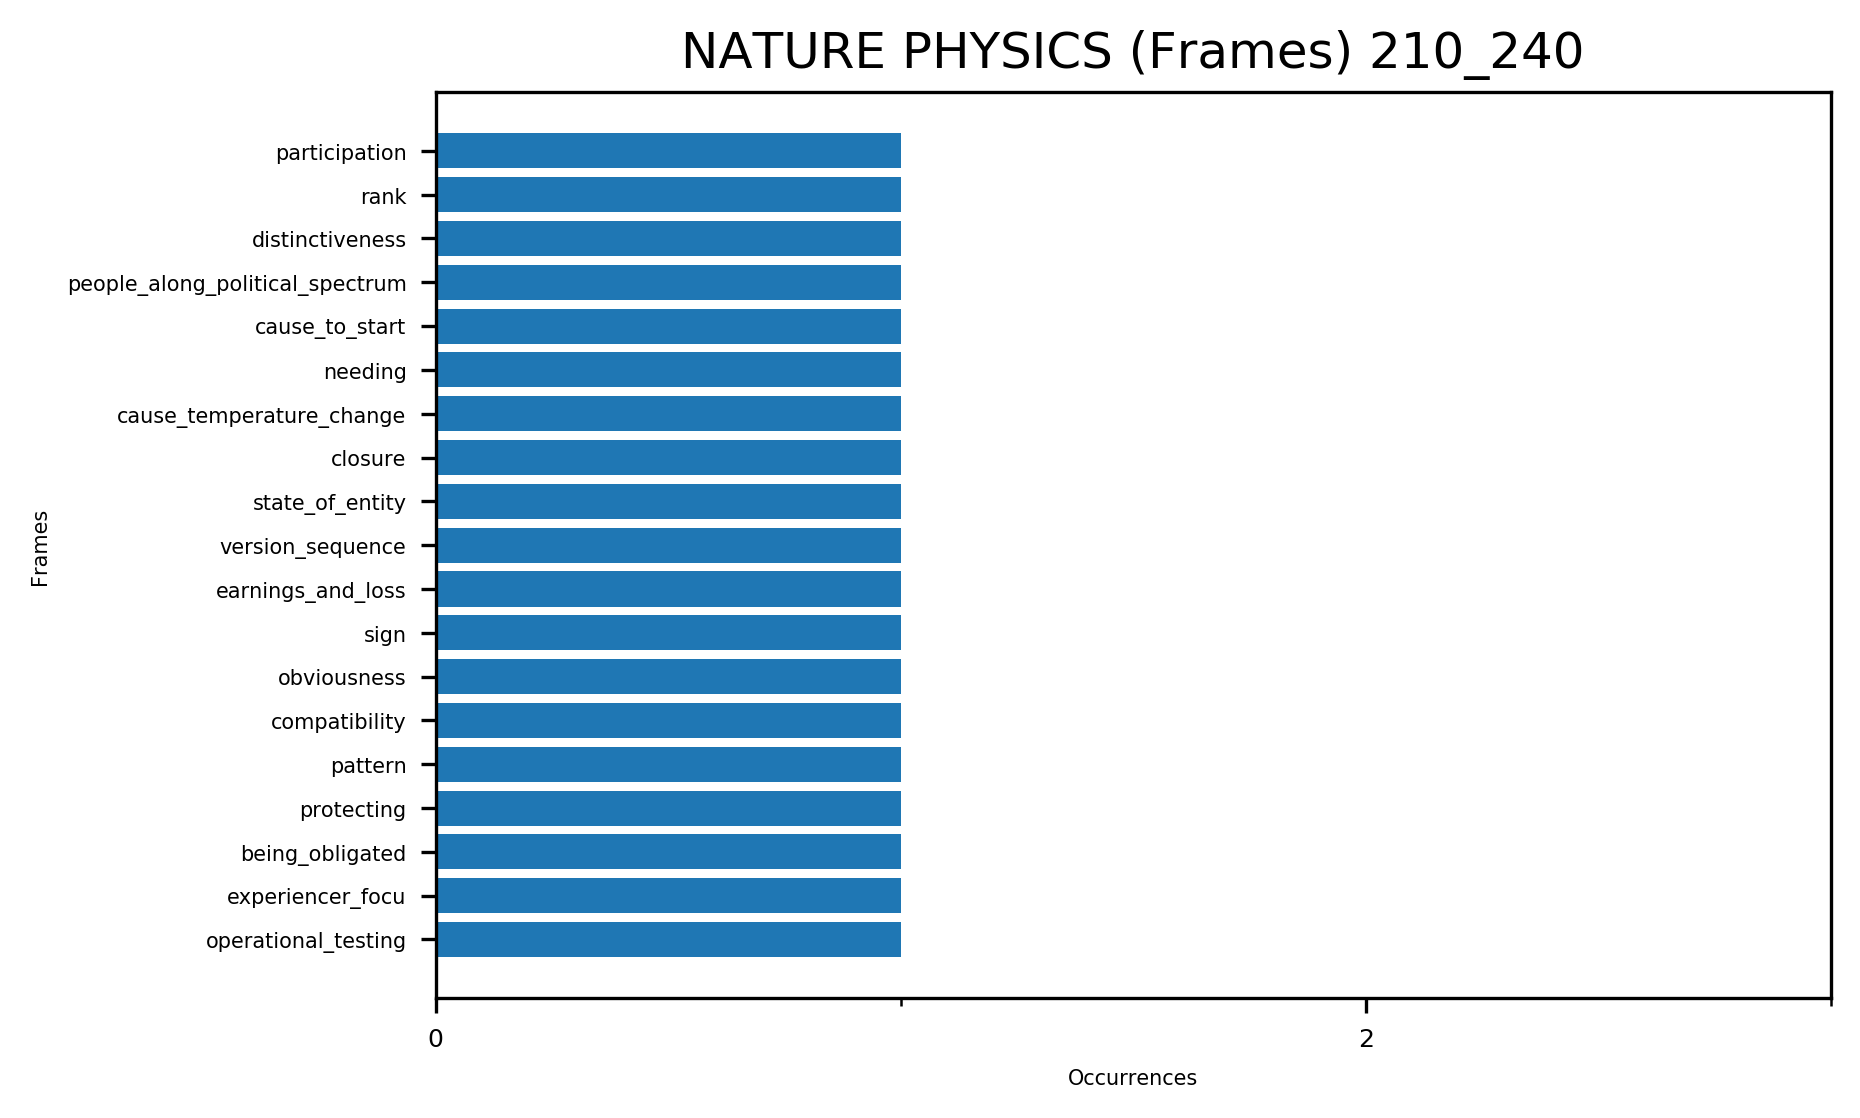 NATURE PHYSICS (Frames) 210_240
participation
rank
distinctiveness
people_along_political_spectrum
cause_to_start
needing
cause_temperature_change
closure
state_of_entity
version_sequence
earnings_and_loss
sign
obviousness
compatibility
pattern
protecting
being_obligated
experiencer_focu
operational_testing
Frames
0
2
Occurrences